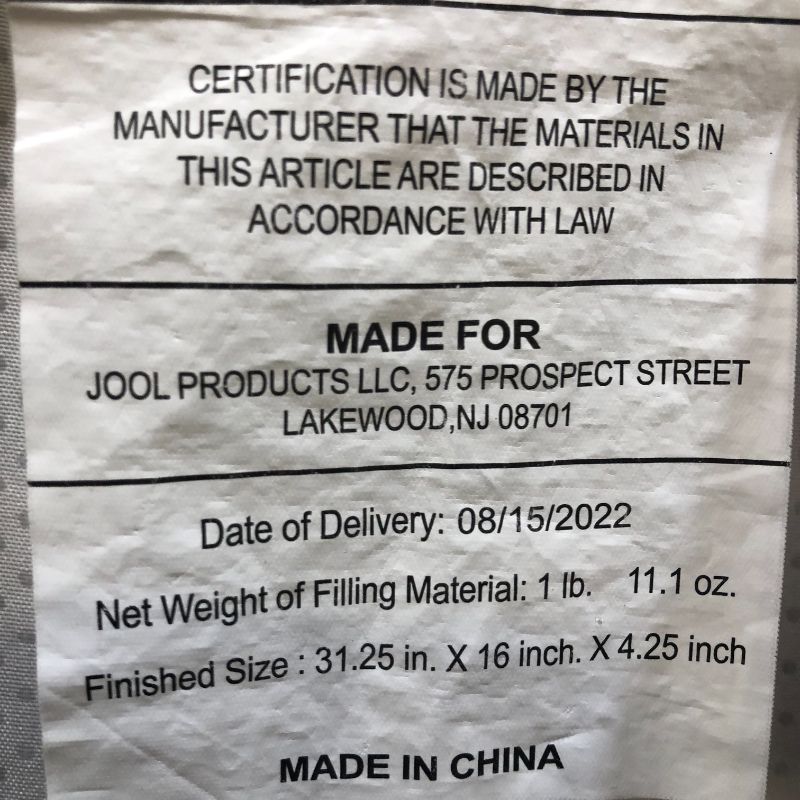 CERTIFICATION IS MADE BY THE
MANUFACTURER THAT THE MATERIALS IN
THIS ARTICLE ARE DESCRIBED IN
ACCORDANCE WITH LAW
MADE FOR
JOOL PRODUCTS LLC, 575 PROSPECT STREET
LAKEWOOD,NJ 08701
Date of Delivery: 08/15/2022
Net Weight of Filling Material: 1 lb. 11.1 oz.
Finished Size : 31.25 in. X 16 inch. X 4.25 inch
MADE IN CHINA